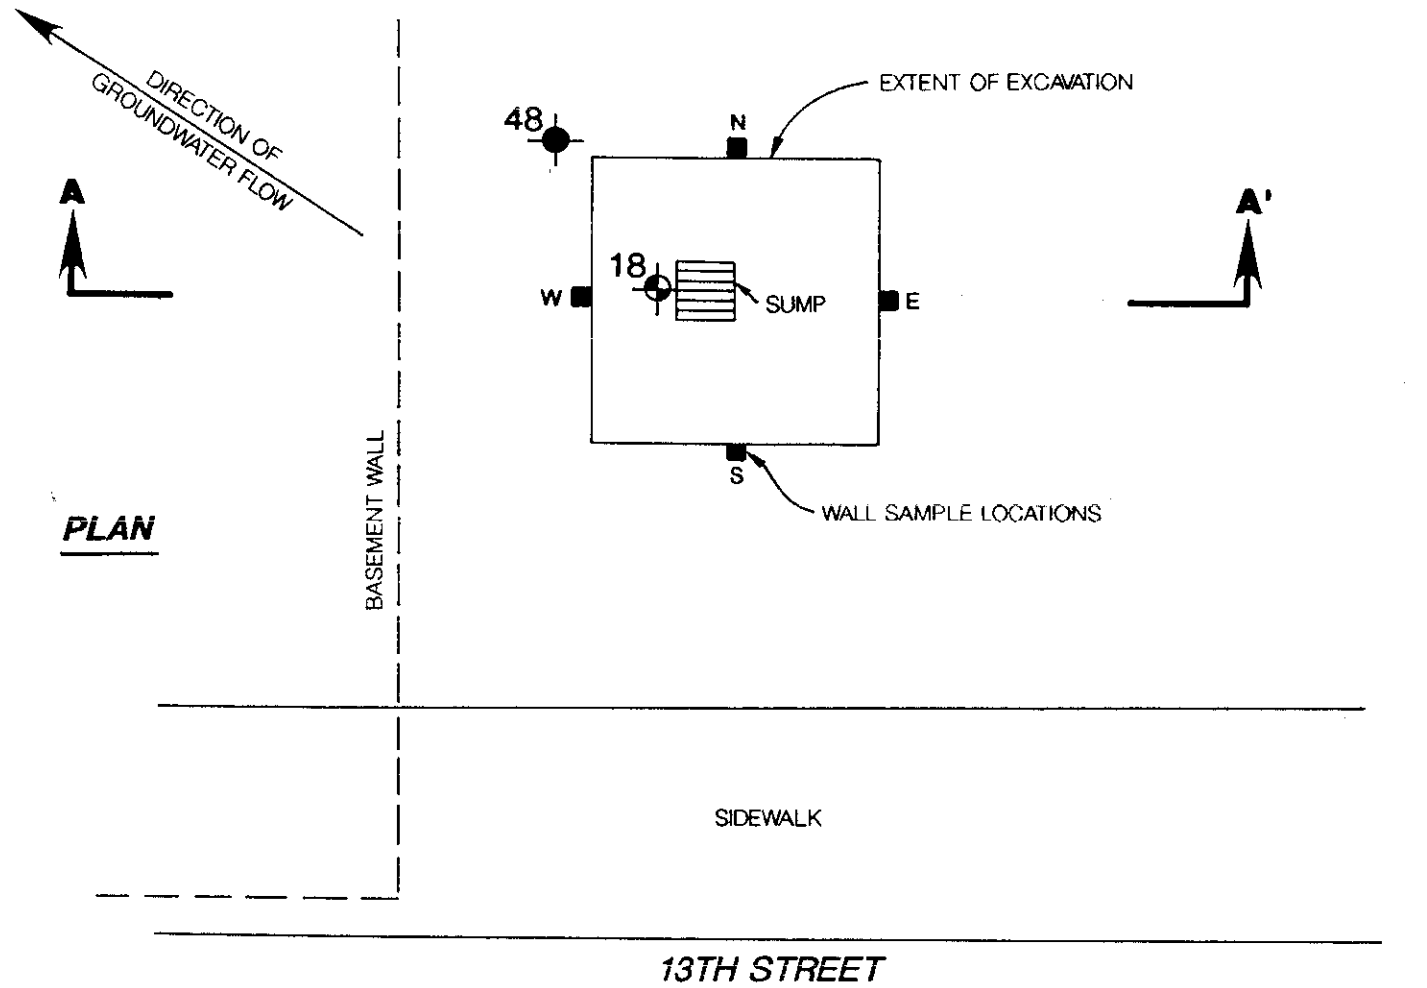 DIRECTION OF
GROUNDWATER FLOW
EXTENT OF EXCAVATION
48
N
A
A'
18
W
SUMP
E
BASEMENT WALL
S
WALL SAMPLE LOCATIONS
PLAN
SIDEWALK
13TH STREET